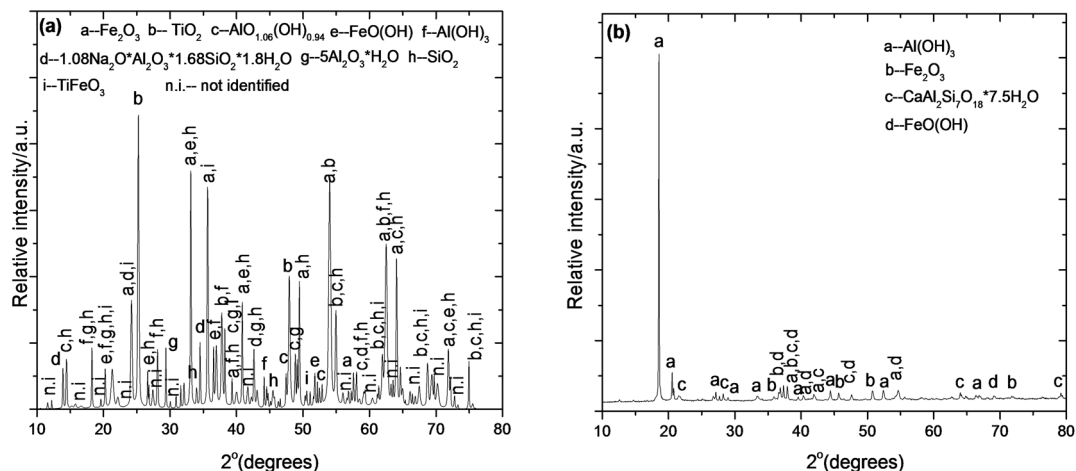 (a)
a--Fe2O3 b-- TiO2 c--AlO1.06(OH)0.94 e--FeO(OH) f--Al(OH)3
d--1.08Na2O*Al2O3*1.68SiO2*1.8H2O g--5Al2O3*H2O h--SiO2
i--TiFeO3 n.i.-- not identified
Relative intensity/a.u.
n.i
d
c,h
n.i
f,g,h
n.i
e,f,g,h,i
a,d,i
b
e,h
f,h
g
n.i
a,e,h
h
d
a,i
e,f
b,f
a,f,h
c,g,i
a,e,h
n.i
d,g,h
f
h
c
b
c,g
a,h
i
e
c
a,b
b,c,h
n.i
a
c,d,f,h
n.i
b,c,h,i
a,b,f,h
n.i
a,c,h
n.i
b,c,h,i
n.i
a,c,e,h
n.i
b,c,h,i
10 20 30 40 50 60 70 80
2°(degrees)
(b)
a--Al(OH)3
b--Fe2O3
c--CaAl2Si7O18*7.5H2O
d--FeO(OH)
Relative intensity/a.u.
a
a
c
a
c
a
a
b
b,d
a,b,c,d
a
a,d
a,c
a
b
c,d
b
a
a,d
c
a
d
a
c
10 20 30 40 50 60 70 80
2°(degrees)